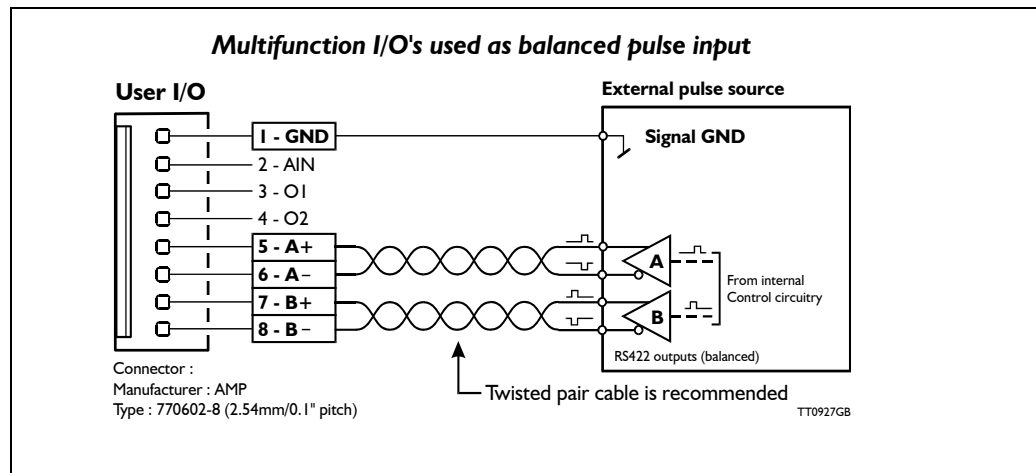 Multifunction I/O's used as balanced pulse input
User I/O
External pulse source
1 - GND
Signal GND
2 - AIN
3 - O1
4 - O2
5 - A+
6 - A−
7 - B+
8 - B−
A
B
From internal
Control circuitry
RS422 outputs (balanced)
Connector :
Manufacturer : AMP
Type : 770602-8 (2.54mm/0.1" pitch)
Twisted pair cable is recommended
TT0927GB